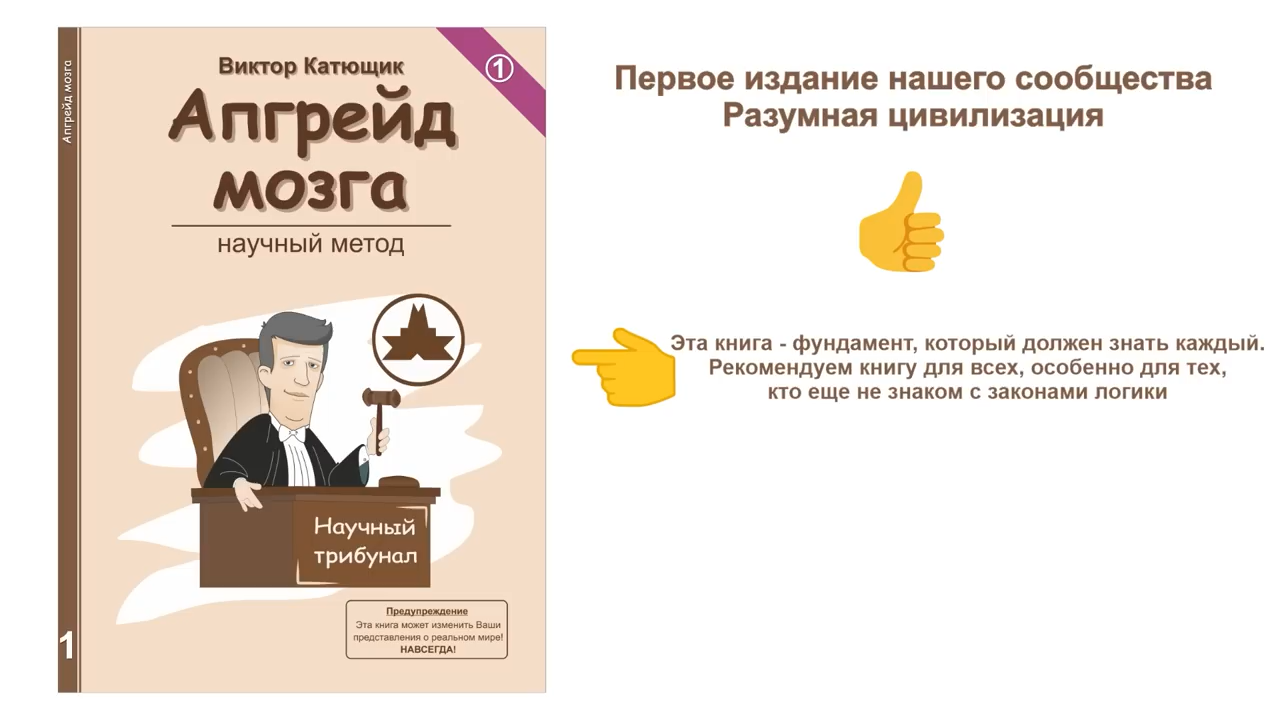 Апгрейд мозга
1
Виктор Катющик
1
Апгрейд
мозга
научный метод
Научный
трибунал
Предупреждение
Эта книга может изменить Ваши
представления о реальном мире!
НАВСЕГДА!
Первое издание нашего сообщества
Разумная цивилизация
Эта книга - фундамент, который должен знать каждый.
Рекомендуем книгу для всех, особенно для тех,
кто еще не знаком с законами логики